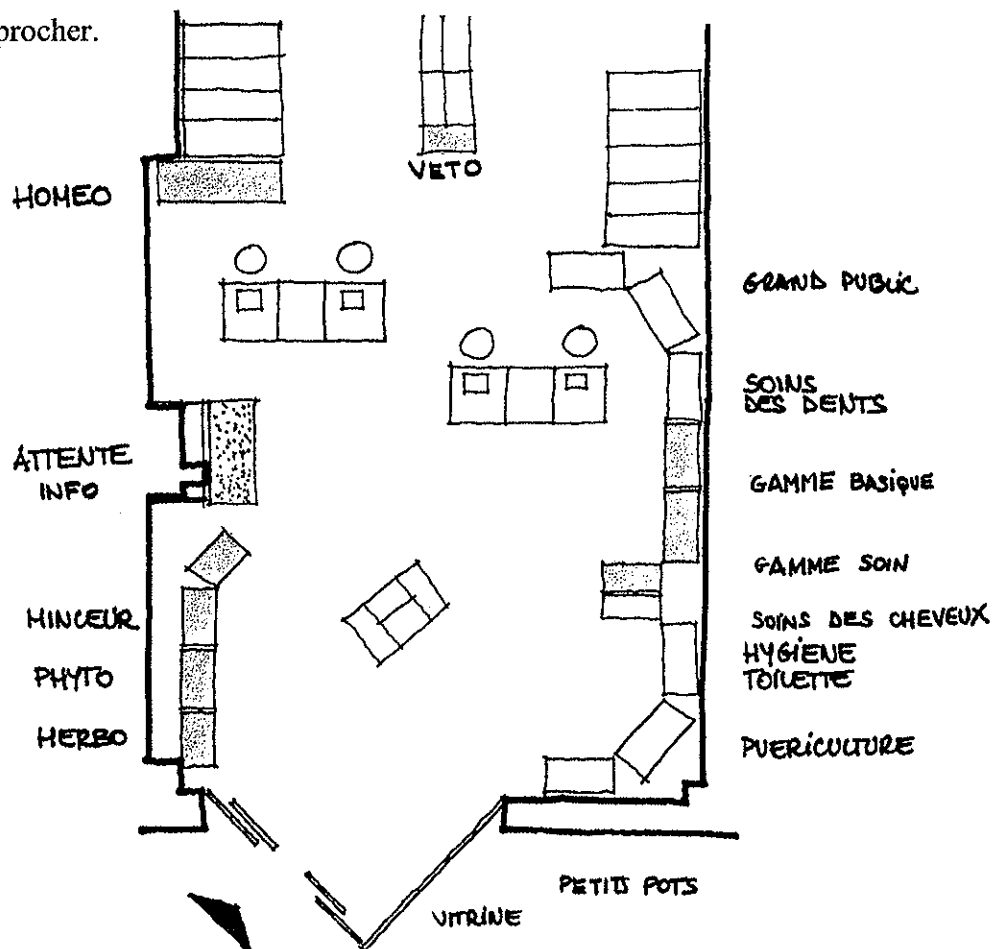 procher.
VETO
HOMEO
GRAND PUBLIC
SOINS
DES DENTS
ATTENTE
INFO
GAMME BASIQUE
GAMME SOIN
MINCEUR
SOINS DES CHEVEUX
HYGIENE
TOILETTE
PHYTO
HERBO
PUERICULTURE
PETITS POTS
VITRINE